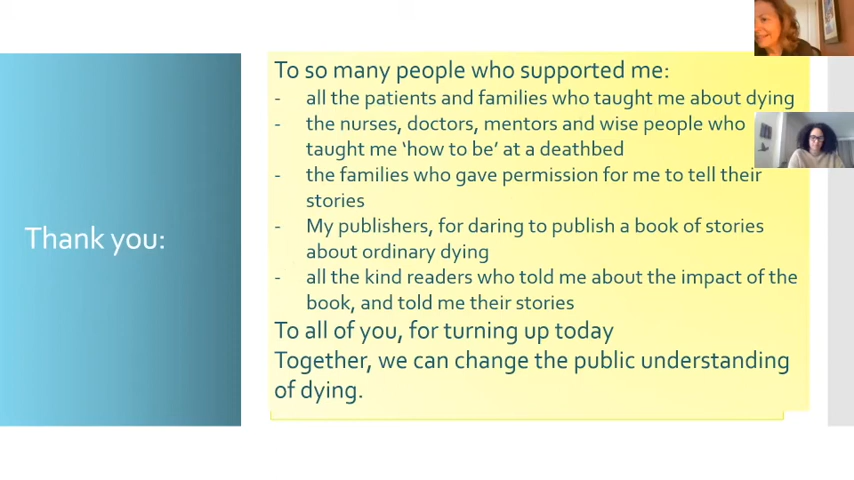 Thank you:
To so many people who supported me:
- all the patients and families who taught me about dying
- the nurses, doctors, mentors and wise people who
taught me ‘how to be’ at a deathbed
- the families who gave permission for me to tell their
stories
- My publishers, for daring to publish a book of stories
about ordinary dying
- all the kind readers who told me about the impact of the
book, and told me their stories
To all of you, for turning up today
Together, we can change the public understanding
of dying.